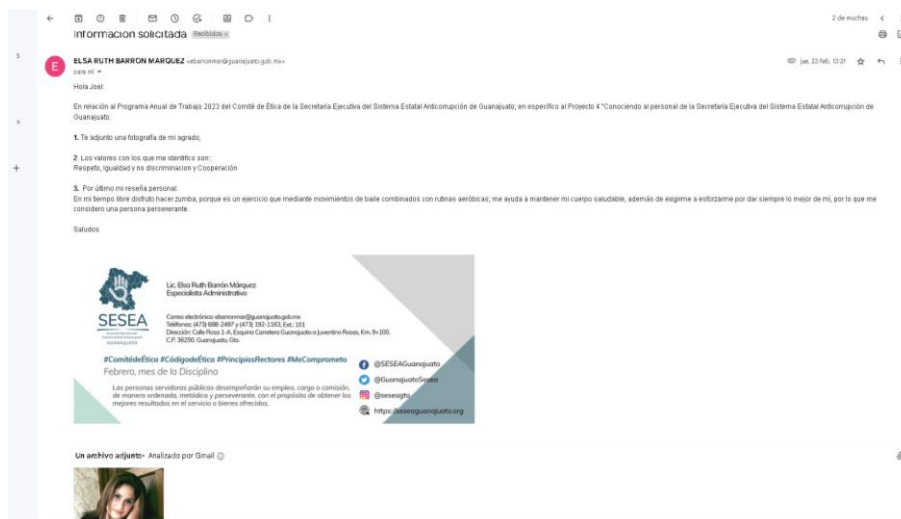 2 de muchas
Información solicitada Recibidos x
ELSA RUTH BARRON MARQUEZ <ebarronmar@guanajuato.gob.mx>
jue, 23 feb, 13:31
para mí
Hola Joel:
En relación al Programa Anual de Trabajo 2023 del Comité de Ética de la Secretaría Ejecutiva del Sistema Estatal Anticorrupción de Guanajuato; en específico al Proyecto 4 "Conociendo al personal de la Secretaría Ejecutiva del Sistema Estatal Anticorrupción de
Guanajuato.
1. Te adjunto una fotografía de mi agrado;
2. Los valores con los que me identifico son:
Respeto, igualdad y no discriminacion y Cooperación
3. Por último mi reseña personal:
En mi tiempo libre disfruto hacer zumba, porque es un ejercicio que mediante movimientos de baile combinados con rutinas aeróbicas; me ayuda a mantener mi cuerpo saludable, además de exigirme a esforzarme por dar siempre lo mejor de mí, por lo que me
considero una persona perseverante.
Saludos
SESEA
GUANAJUATO
Lic. Elsa Ruth Barrón Márquez
Especialista Administrativo
Correo electrónico: ebarronmar@guanajuato.gob.mx
Teléfonos: (473) 688-2497 y (473) 192-1163, Ext.: 101
Dirección: Calle Rosa 1-A, Esquina Carretera Guanajuato a Juventino Rosas, Km. 9+100.
C.P. 36250. Guanajuato, Gto.
#ComitédeÉtica #CódigodeÉtica #PrincipiosRectores #MeComprometo
Febrero, mes de la Disciplina
Las personas servidoras públicas desempeñarán su empleo, cargo o comisión,
de manera ordenada, metódica y perseverante, con el propósito de obtener los
mejores resultados en el servicio o bienes ofrecidos.
@SESEAGuanajuato
@GuanajuatoSesea
@seseagto
https://seseaguanajuato.org
Un archivo adjunto• Analizado por Gmail